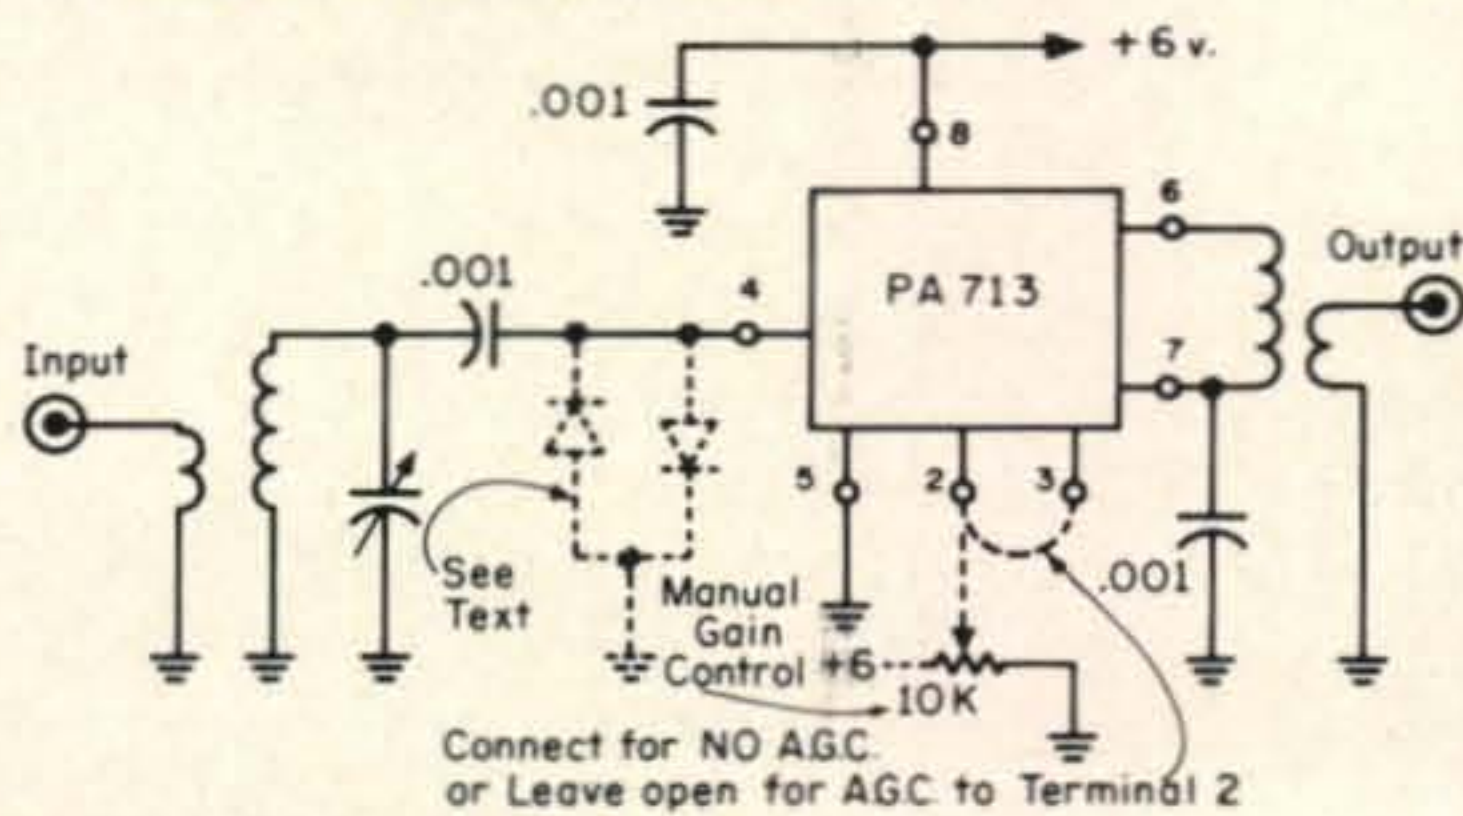 +6 v.
.001
8
6
Output
.001
4
PA 713
Input
7
5
2
3
See
Text
Manual
Gain
Control
+6
10K
.001
Connect for NO A.G.C.
or Leave open for A.G.C. to Terminal 2